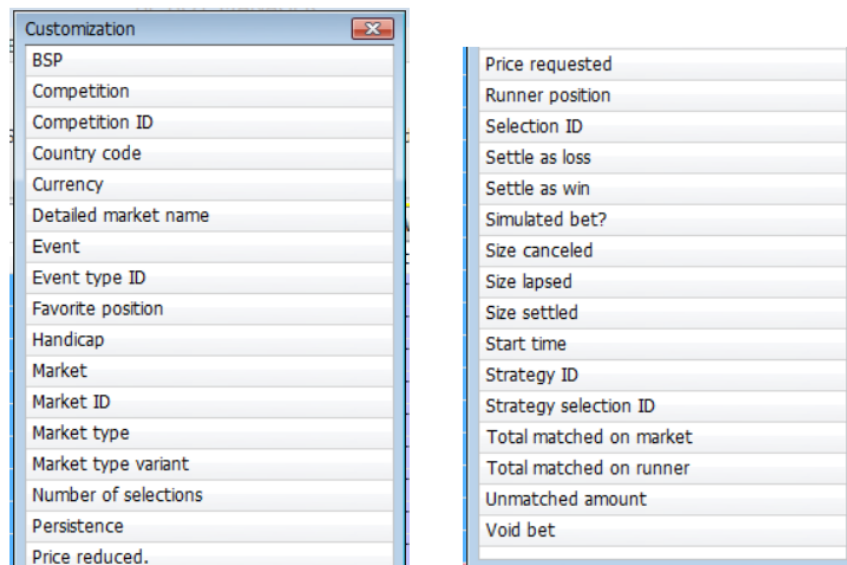 Customization
BSP
Competition
Competition ID
Country code
Currency
Detailed market name
Event
Event type ID
Favorite position
Handicap
Market
Market ID
Market type
Market type variant
Number of selections
Persistence
Price reduced.
Price requested
Runner position
Selection ID
Settle as loss
Settle as win
Simulated bet?
Size canceled
Size lapsed
Size settled
Start time
Strategy ID
Strategy selection ID
Total matched on market
Total matched on runner
Unmatched amount
Void bet